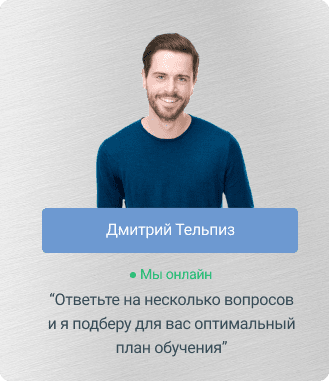 Дмитрий Тельпиз
Мы онлайн
“Ответьте на несколько вопросов
и я подберу для вас оптимальный
план обучения”